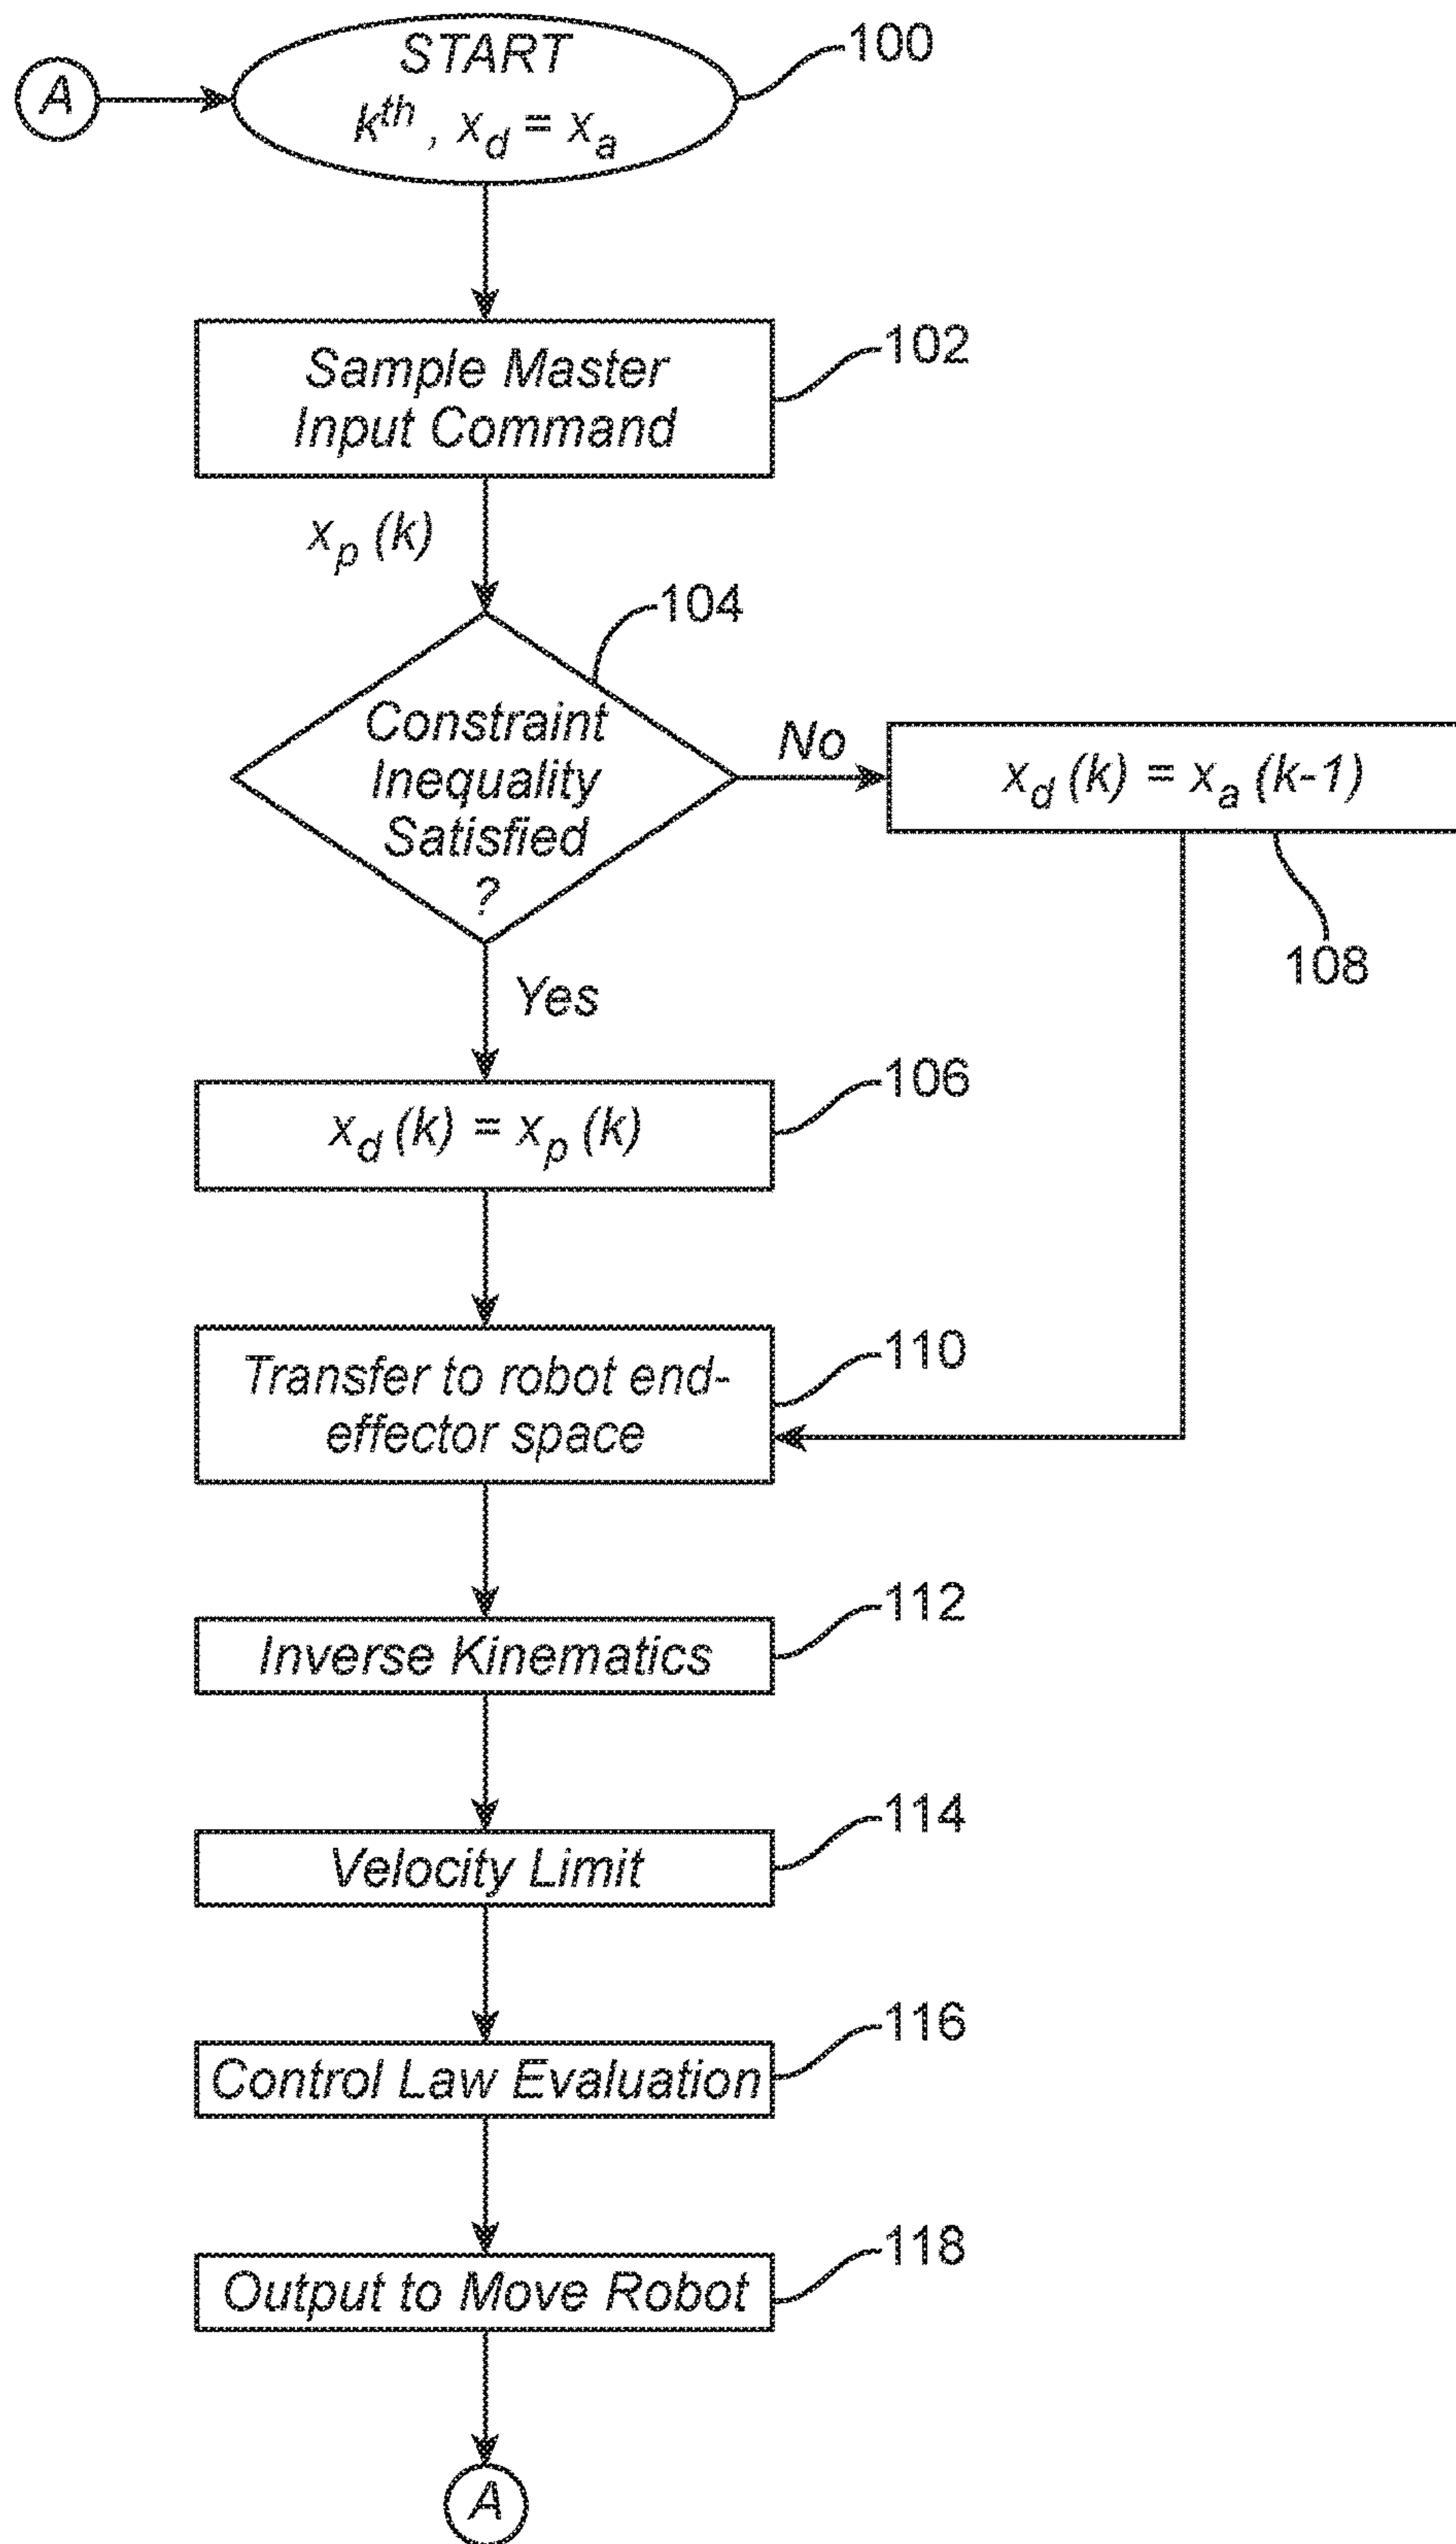 A
START
kth, xd = xa
100
Sample Master
Input Command
102
xp (k)
104
Constraint
Inequality
Satisfied
?
No
xd (k) = xa (k-1)
108
Yes
xd (k) = xp (k)
106
Transfer to robot end-
effector space
110
Inverse Kinematics
112
Velocity Limit
114
Control Law Evaluation
116
Output to Move Robot
118
A